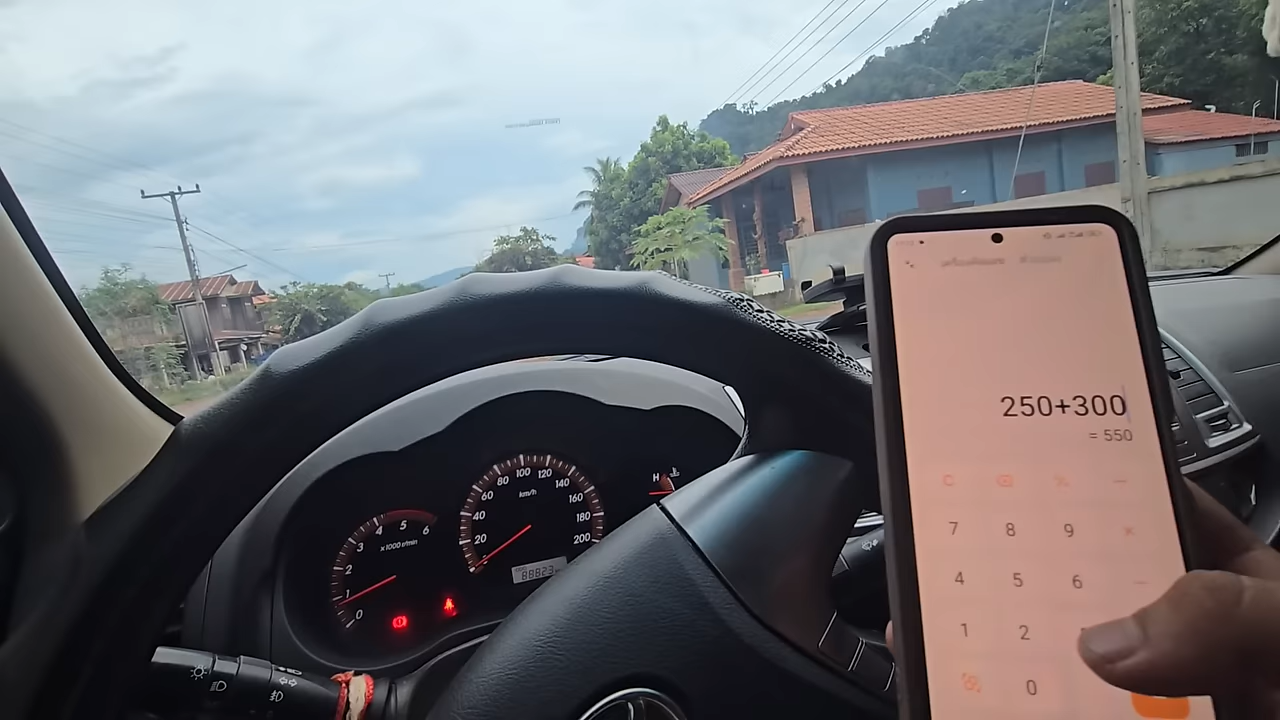 250+300
= 550
7 8 9 ×
4 5 6
1 2
0
0 1 2 3 4 5 6
x1000 r/min
20 40 60 80 100 120 140 160 180 200
km/h
88823
H